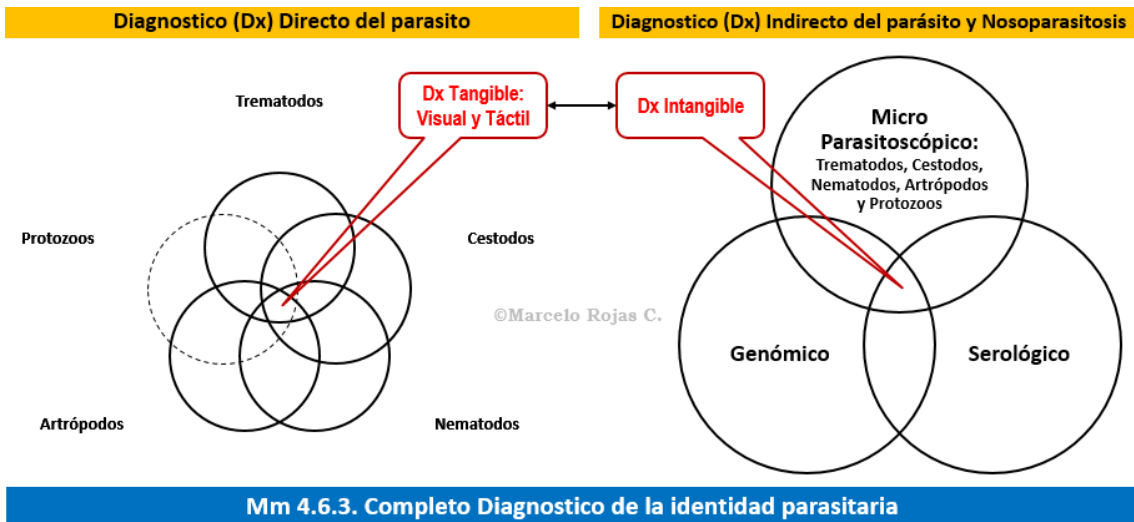 Diagnostico (Dx) Directo del parasito
Diagnostico (Dx) Indirecto del parásito y Nosoparasitosis
Trematodos
Dx Tangible:
Visual y Táctil
Dx Intangible
Micro
Parasitoscópico:
Trematodos, Cestodos,
Nematodos, Artrópodos
y Protozoos
Protozoos
Cestodos
©Marcelo Rojas C.
Genómico
Serológico
Artrópodos
Nematodos
Mm 4.6.3. Completo Diagnostico de la identidad parasitaria